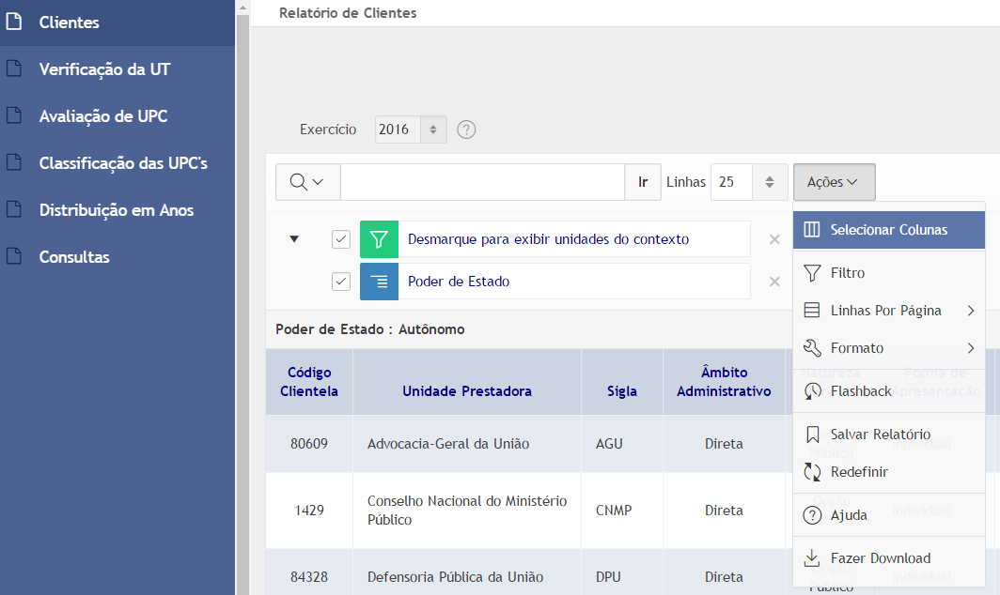 Clientes
Verificação da UT
Avaliação de UPC
Classificação das UPC's
Distribuição em Anos
Consultas
Relatório de Clientes
Exercício 2016 ?
Ir Linhas 25 Ações
Selecionar Colunas
Filtro
Linhas Por Página
Formato
Flashback
Salvar Relatório
Redefinir
? Ajuda
Fazer Download
Desmarque para exibir unidades do contexto
Poder de Estado
Poder de Estado : Autônomo
Código Clientela Unidade Prestadora Sigla Âmbito Administrativo Natureza Forma de Apresentação
80609 Advocacia-Geral da União AGU Direta Público Individual
1429 Conselho Nacional do Ministério Público CNMP Direta Órgão Público Individual
84328 Defensoria Pública da União DPU Direta Órgão Público Individual